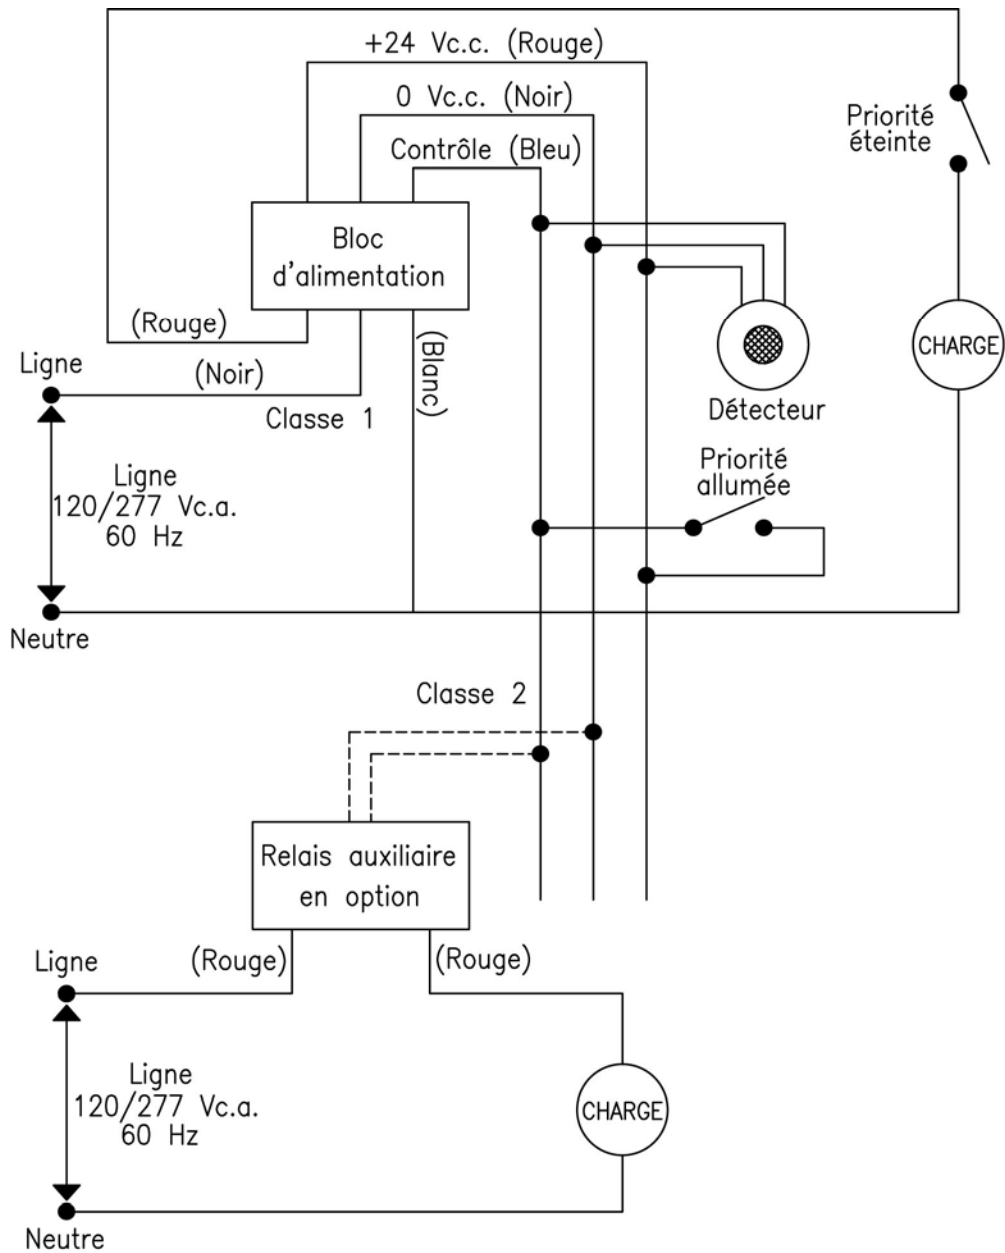 +24 Vc.c. (Rouge)
0 Vc.c. (Noir)
Contrôle (Bleu)
Priorité
éteinte
Bloc
d'alimentation
(Rouge)
(Noir)
(Blanc)
Ligne
Classe 1
CHARGE
Détecteur
Ligne
120/277 Vc.a.
60 Hz
Priorité
allumée
Neutre
Classe 2
Relais auxiliaire
en option
(Rouge)
(Rouge)
Ligne
Ligne
120/277 Vc.a.
60 Hz
CHARGE
Neutre